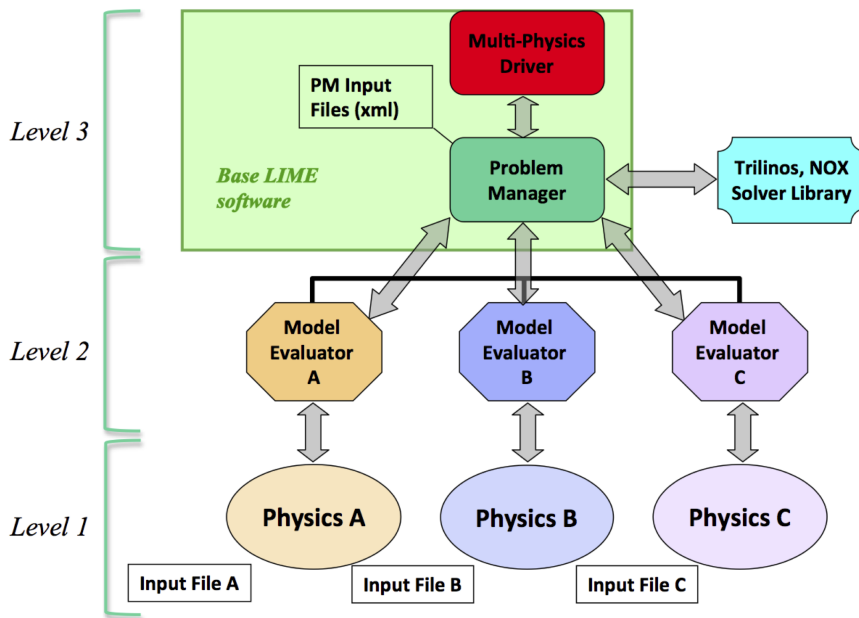 Multi-Physics
Driver
PM Input
Files (xml)
Level 3
Problem
Manager
Trilinos, NOX
Solver Library
Base LIME
software
Level 2
Model
Evaluator
A
Model
Evaluator
B
Model
Evaluator
C
Level 1
Physics A
Physics B
Physics C
Input File A
Input File B
Input File C